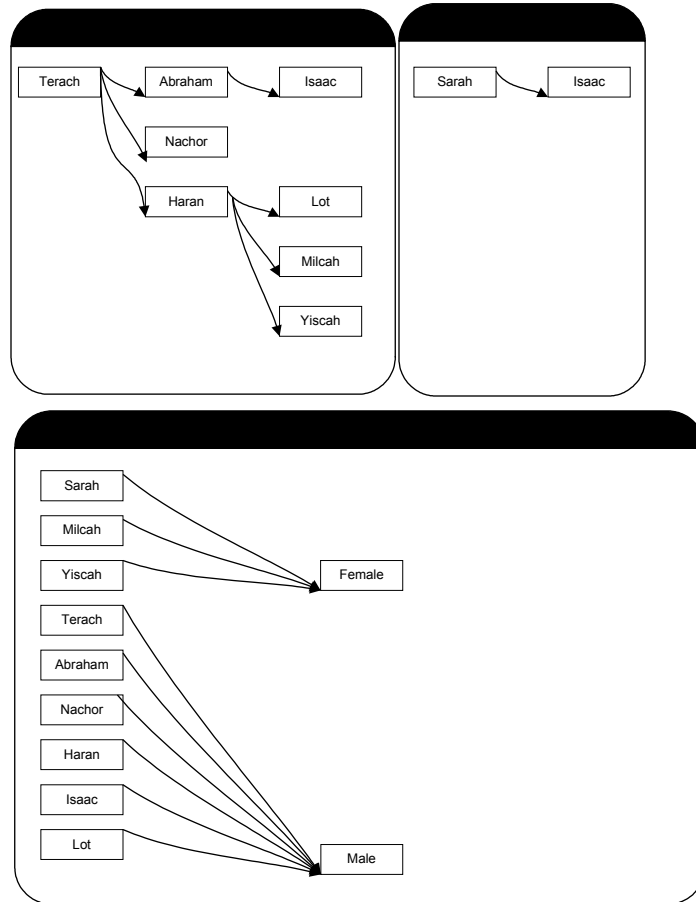 Terach
Abraham
Isaac
Nachor
Haran
Lot
Milcah
Yiscah
Sarah
Isaac
Sarah
Milcah
Yiscah
Female
Terach
Abraham
Nachor
Haran
Isaac
Lot
Male